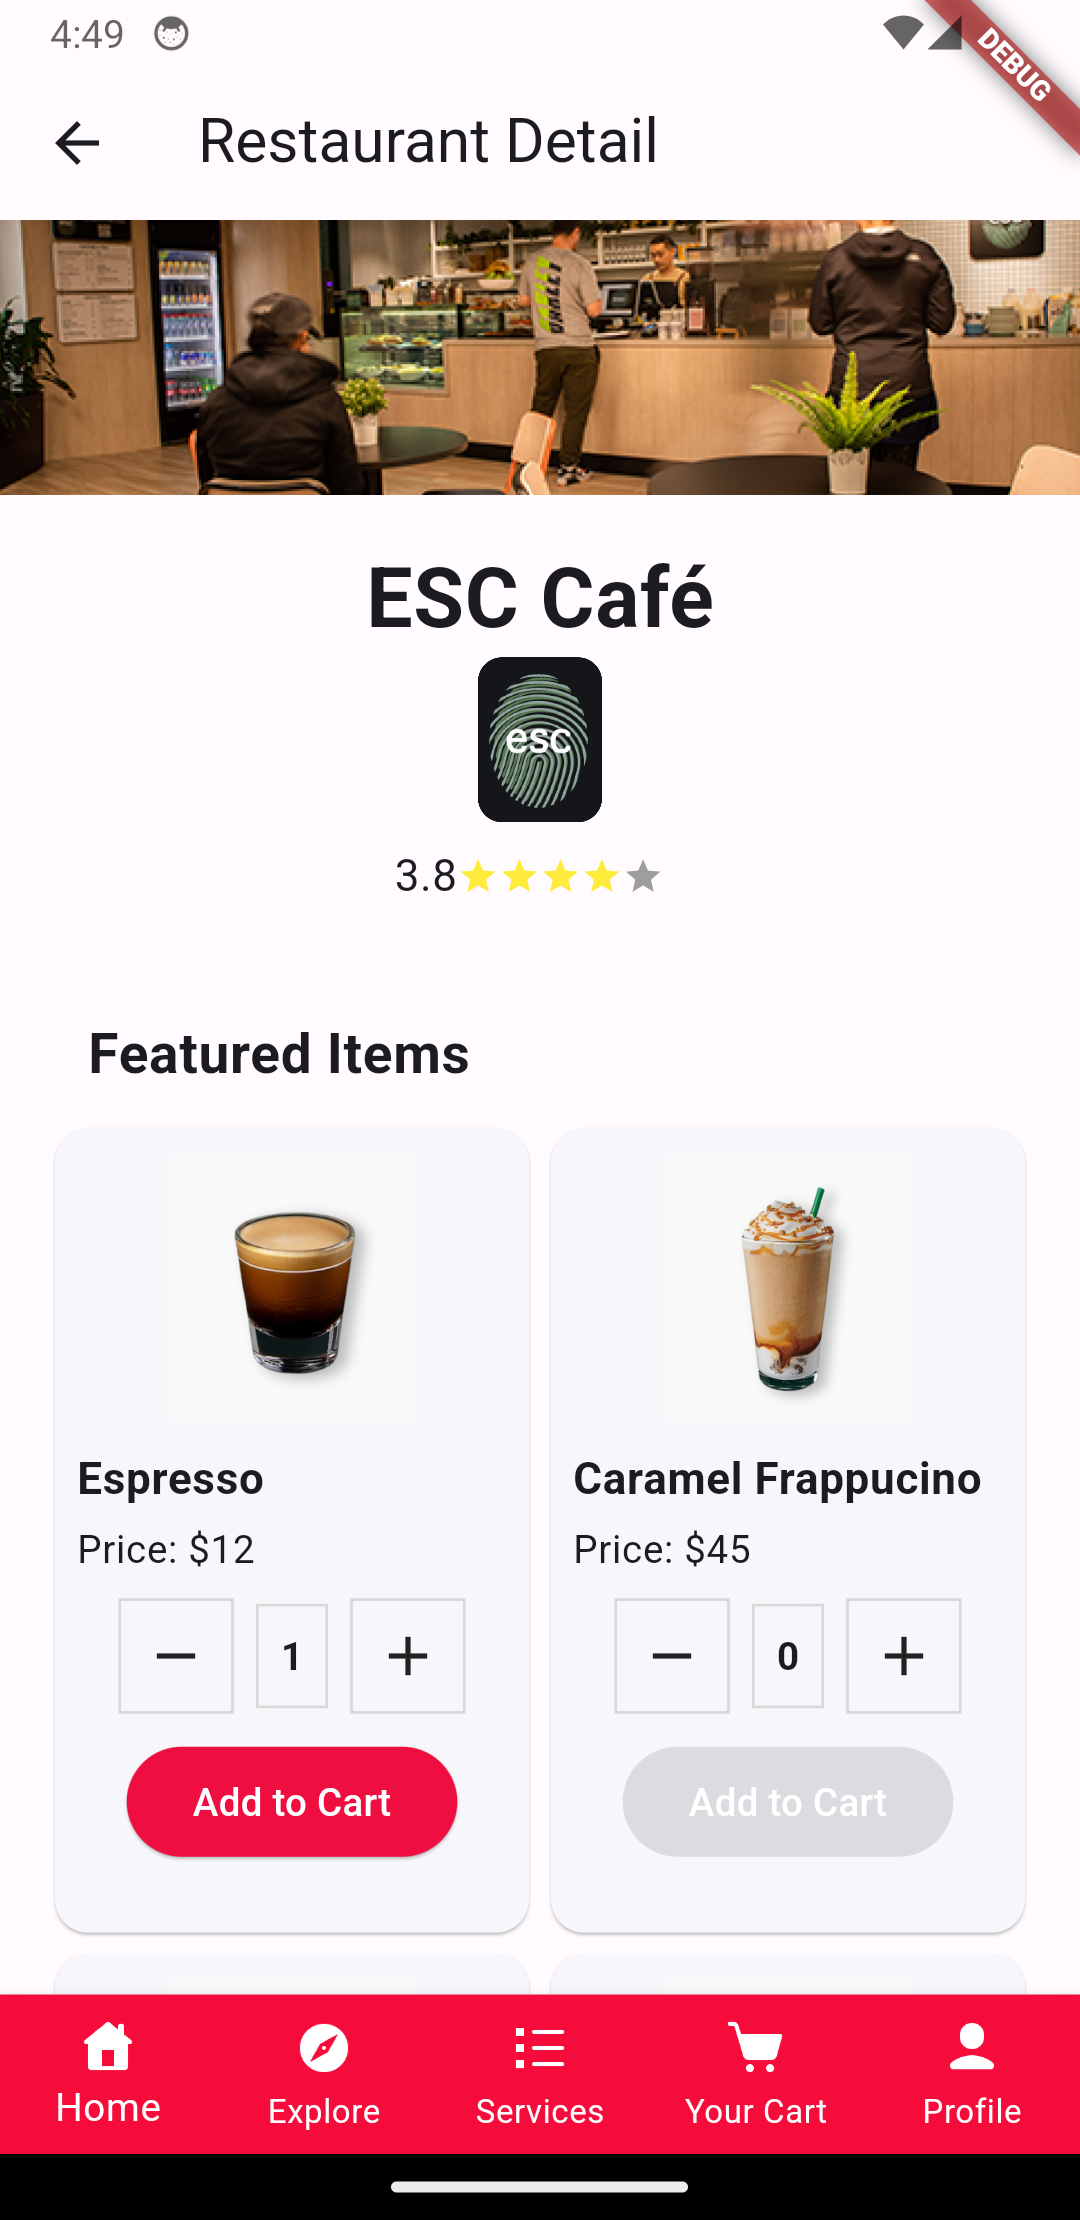 4:49
DEBUG
Restaurant Detail
ESC Café
esc
3.8
Featured Items
Espresso
Caramel Frappucino
Price: $12
Price: $45
1
0
Add to Cart
Add to Cart
Home
Explore
Services
Your Cart
Profile